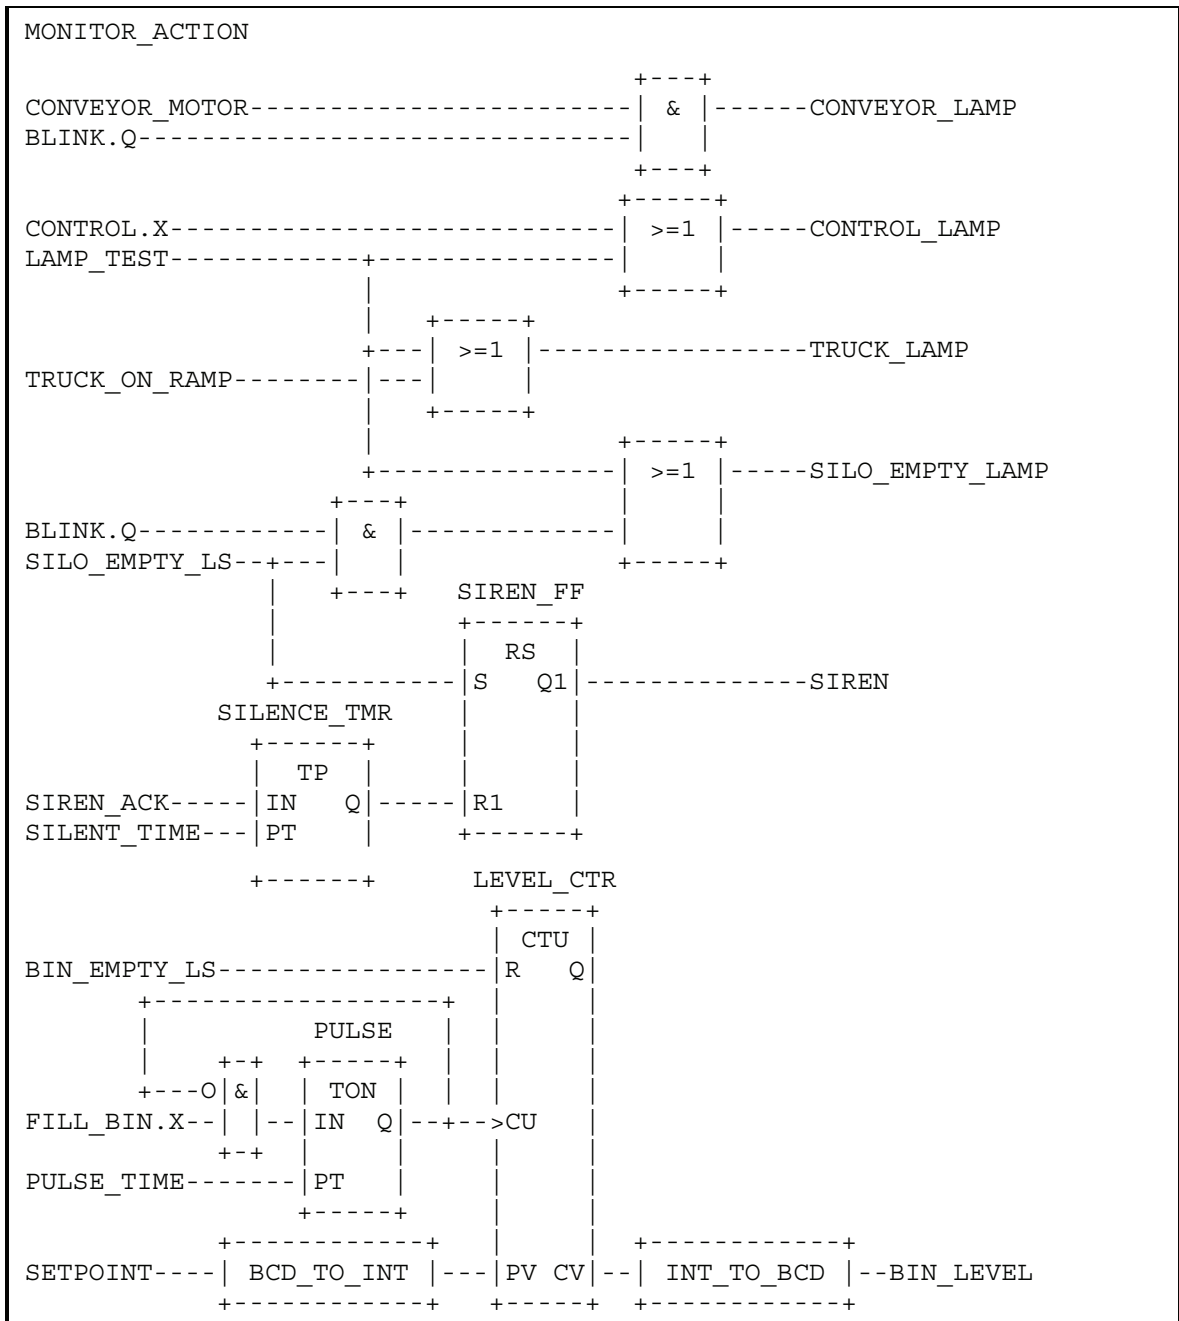 MONITOR_ACTION
+---+
CONVEYOR_MOTOR------------------------| & |------CONVEYOR_LAMP
BLINK.Q-------------------------------|   |
+---+
+-----+
CONTROL.X----------------------------| >=1 |-----CONTROL_LAMP
LAMP_TEST------------+---------------|     |
|               +-----+
|   +-----+
+---| >=1 |-----------------TRUCK_LAMP
TRUCK_ON_RAMP--------|---|     |
|   +-----+
|               +-----+
+---------------| >=1 |-----SILO_EMPTY_LAMP
+---+             |     |
BLINK.Q------------| & |-------------|     |
SILO_EMPTY_LS--+---|   |             +-----+
|   +---+   SIREN_FF
|           +------+
|           |  RS  |
+-----------|S   Q1|--------------SIREN
SILENCE_TMR    |      |
+------+     |      |
|  TP  |     |      |
SIREN_ACK-----|IN   Q|-----|R1    |
SILENT_TIME---|PT    |     +------+
+------+      LEVEL_CTR
+-----+
| CTU |
BIN_EMPTY_LS-----------------|R   Q|
+------------------+  |     |
|          PULSE   |  |     |
|    +-+  +-----+  |  |     |
+---O|&|  | TON |  |  |     |
FILL_BIN.X--| |--|IN  Q|--+-->CU   |
+-+  |     |     |     |
PULSE_TIME-------|PT   |     |     |
+-----+     |     |
+------------+   |     |  +------------+
SETPOINT----| BCD_TO_INT |---|PV CV|--| INT_TO_BCD |--BIN_LEVEL
+------------+   +-----+  +------------+